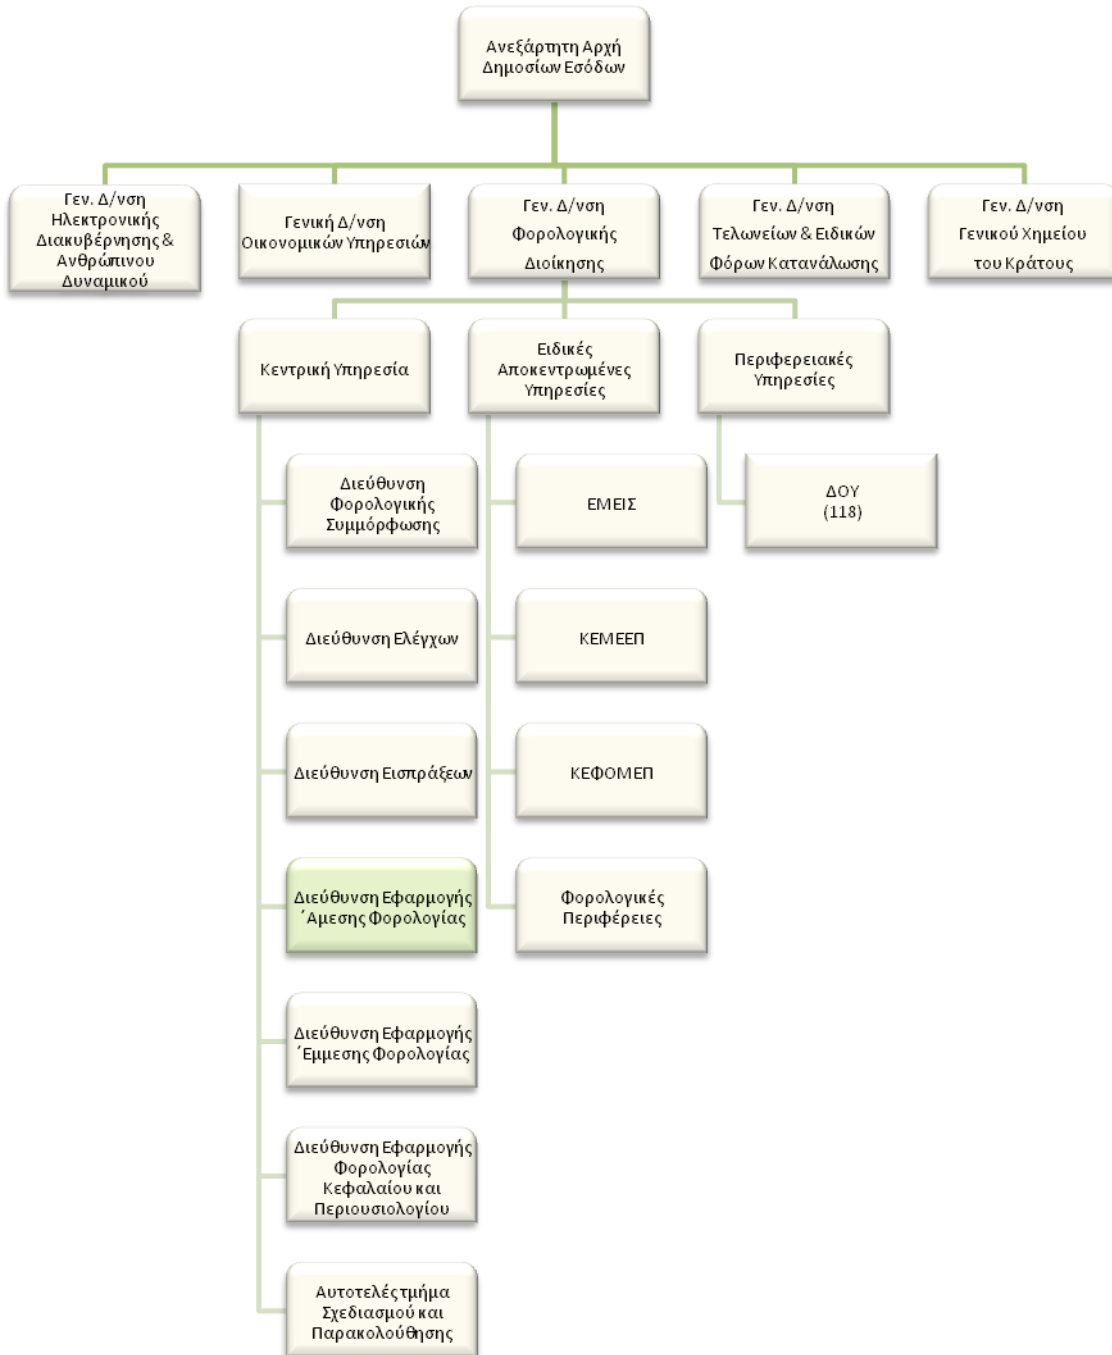 Ανεξάρτητη Αρχή
Δημοσίων Εσόδων
Γεν. Δ/νση
Ηλεκτρονικής
Διακυβέρνησης &
Ανθρώπινου
Δυναμικού
Γενική Δ/νση
Οικονομικών Υπηρεσιών
Γεν. Δ/νση
Φορολογικής
Διοίκησης
Γεν. Δ/νση
Τελωνείων & Ειδικών
Φόρων Κατανάλωσης
Γεν. Δ/νση
Γενικού Χημείου
του Κράτους
Κεντρική Υπηρεσία
Ειδικές
Αποκεντρωμένες
Υπηρεσίες
Περιφερειακές
Υπηρεσίες
Διεύθυνση
Φορολογικής
Συμμόρφωσης
ΕΜΕΙΣ
ΔΟΥ
(118)
Διεύθυνση Ελέγχων
ΚΕΜΕΕΠ
Διεύθυνση Εισπράξεων
ΚΕΦΟΜΕΠ
Διεύθυνση Εφαρμογής
΄Αμεσης Φορολογίας
Φορολογικές
Περιφέρειες
Διεύθυνση Εφαρμογής
΄Εμμεσης Φορολογίας
Διεύθυνση Εφαρμογής
Φορολογίας
Κεφαλαίου και
Περιουσιολογίου
Αυτοτελές τμήμα
Σχεδιασμού και
Παρακολούθησης